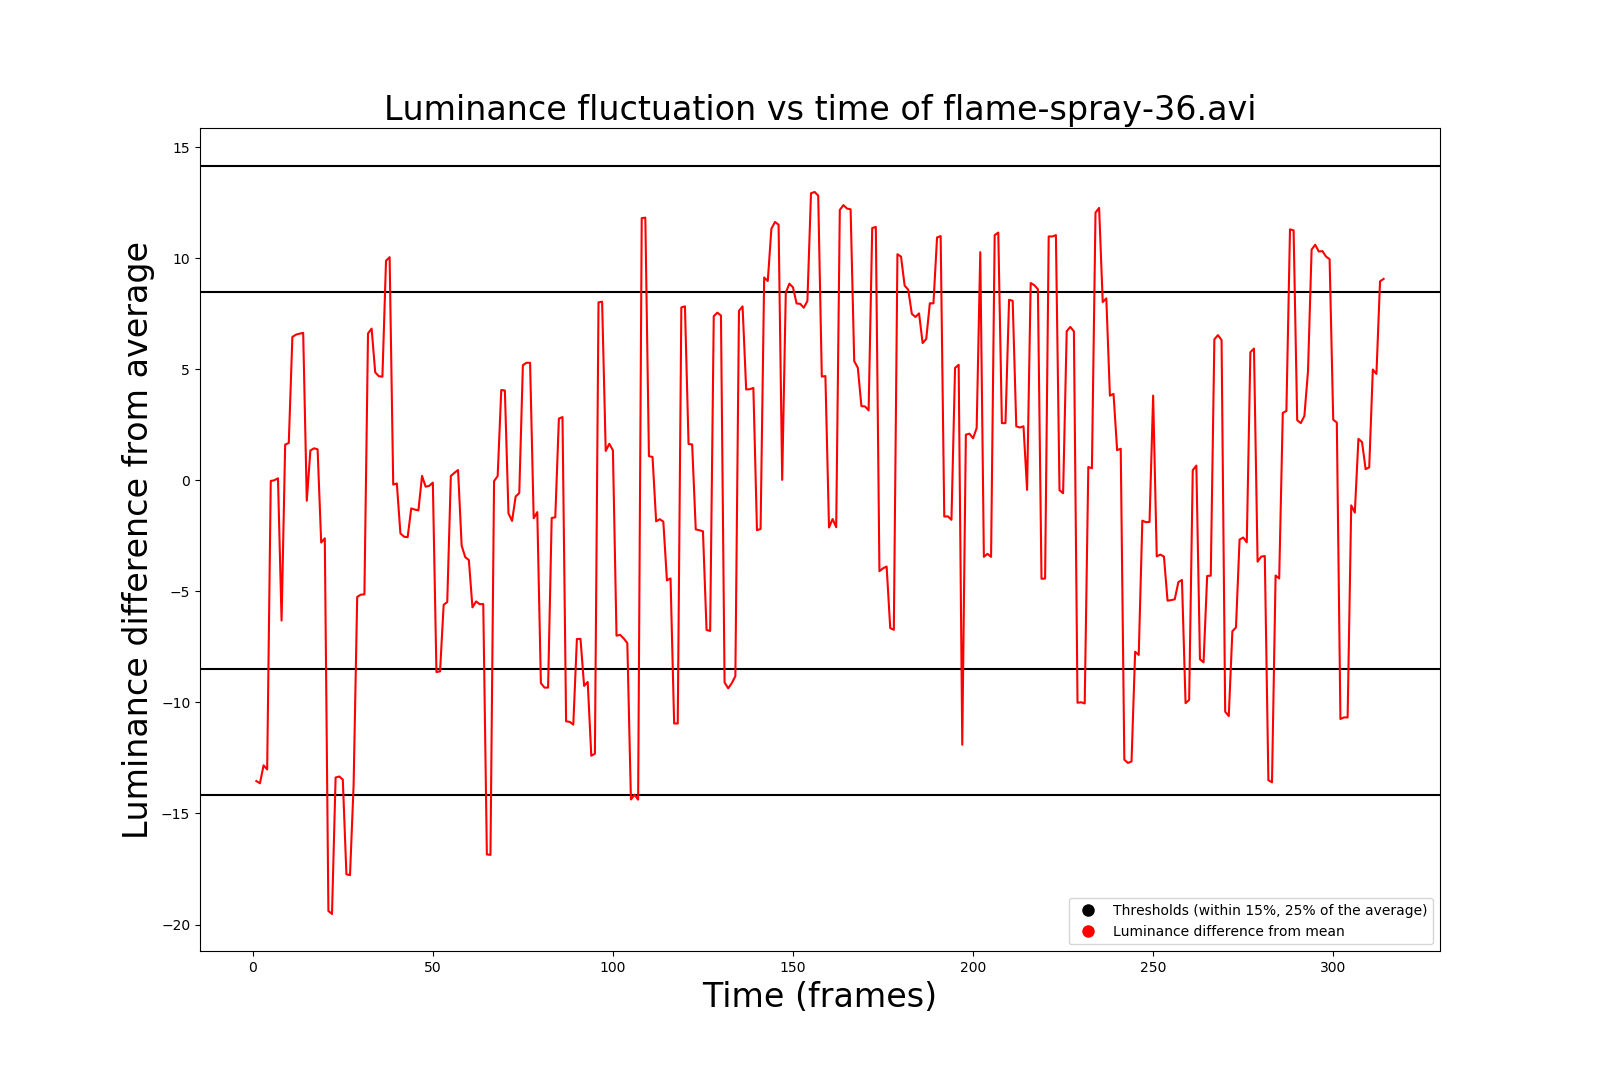 Luminance fluctuation vs time of flame-spray-36.avi
Luminance difference from average
15
10
5
0
−5
−10
−15
−20
0 50 100 150 200 250 300
Time (frames)
Thresholds (within 15%, 25% of the average)
Luminance difference from mean